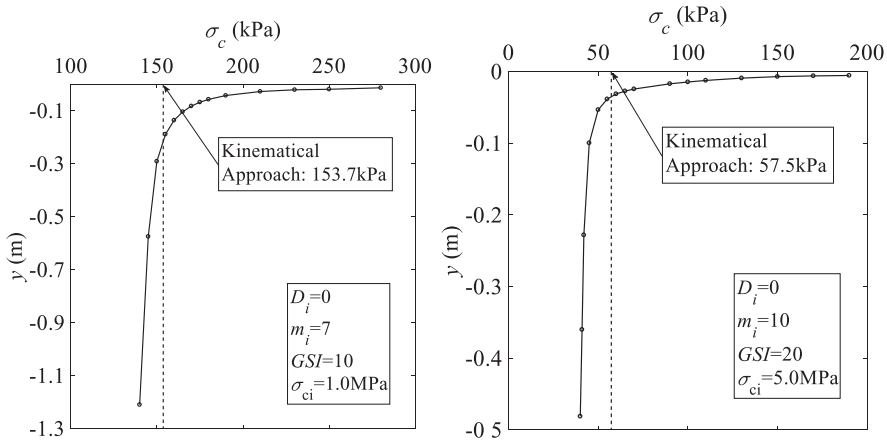 σc (kPa)
100 150 200 250 300
-0.1
-0.3
-0.5
-0.7
-0.9
-1.1
-1.3
y (m)
Kinematical
Approach: 153.7kPa
Di=0
mi=7
GSI=10
σci=1.0MPa
σc (kPa)
0 50 100 150 200
0
-0.1
-0.2
-0.3
-0.4
-0.5
y (m)
Kinematical
Approach: 57.5kPa
Di=0
mi=10
GSI=20
σci=5.0MPa